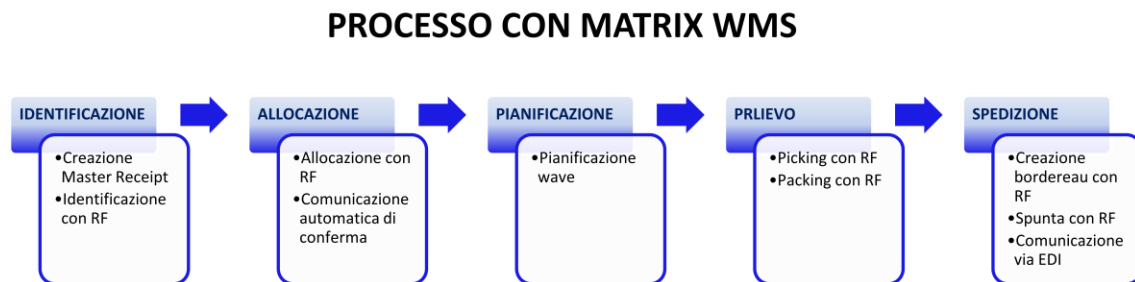 PROCESSO CON MATRIX WMS
IDENTIFICAZIONE
•Creazione
Master Receipt
•Identificazione
con RF
ALLOCAZIONE
•Allocazione con
RF
•Comunicazione
automatica di
conferma
PIANIFICAZIONE
•Pianificazione
wave
PRLIEVO
•Picking con RF
•Packing con RF
SPEDIZIONE
•Creazione
bordereau con
RF
•Spunta con RF
•Comunicazione
via EDI